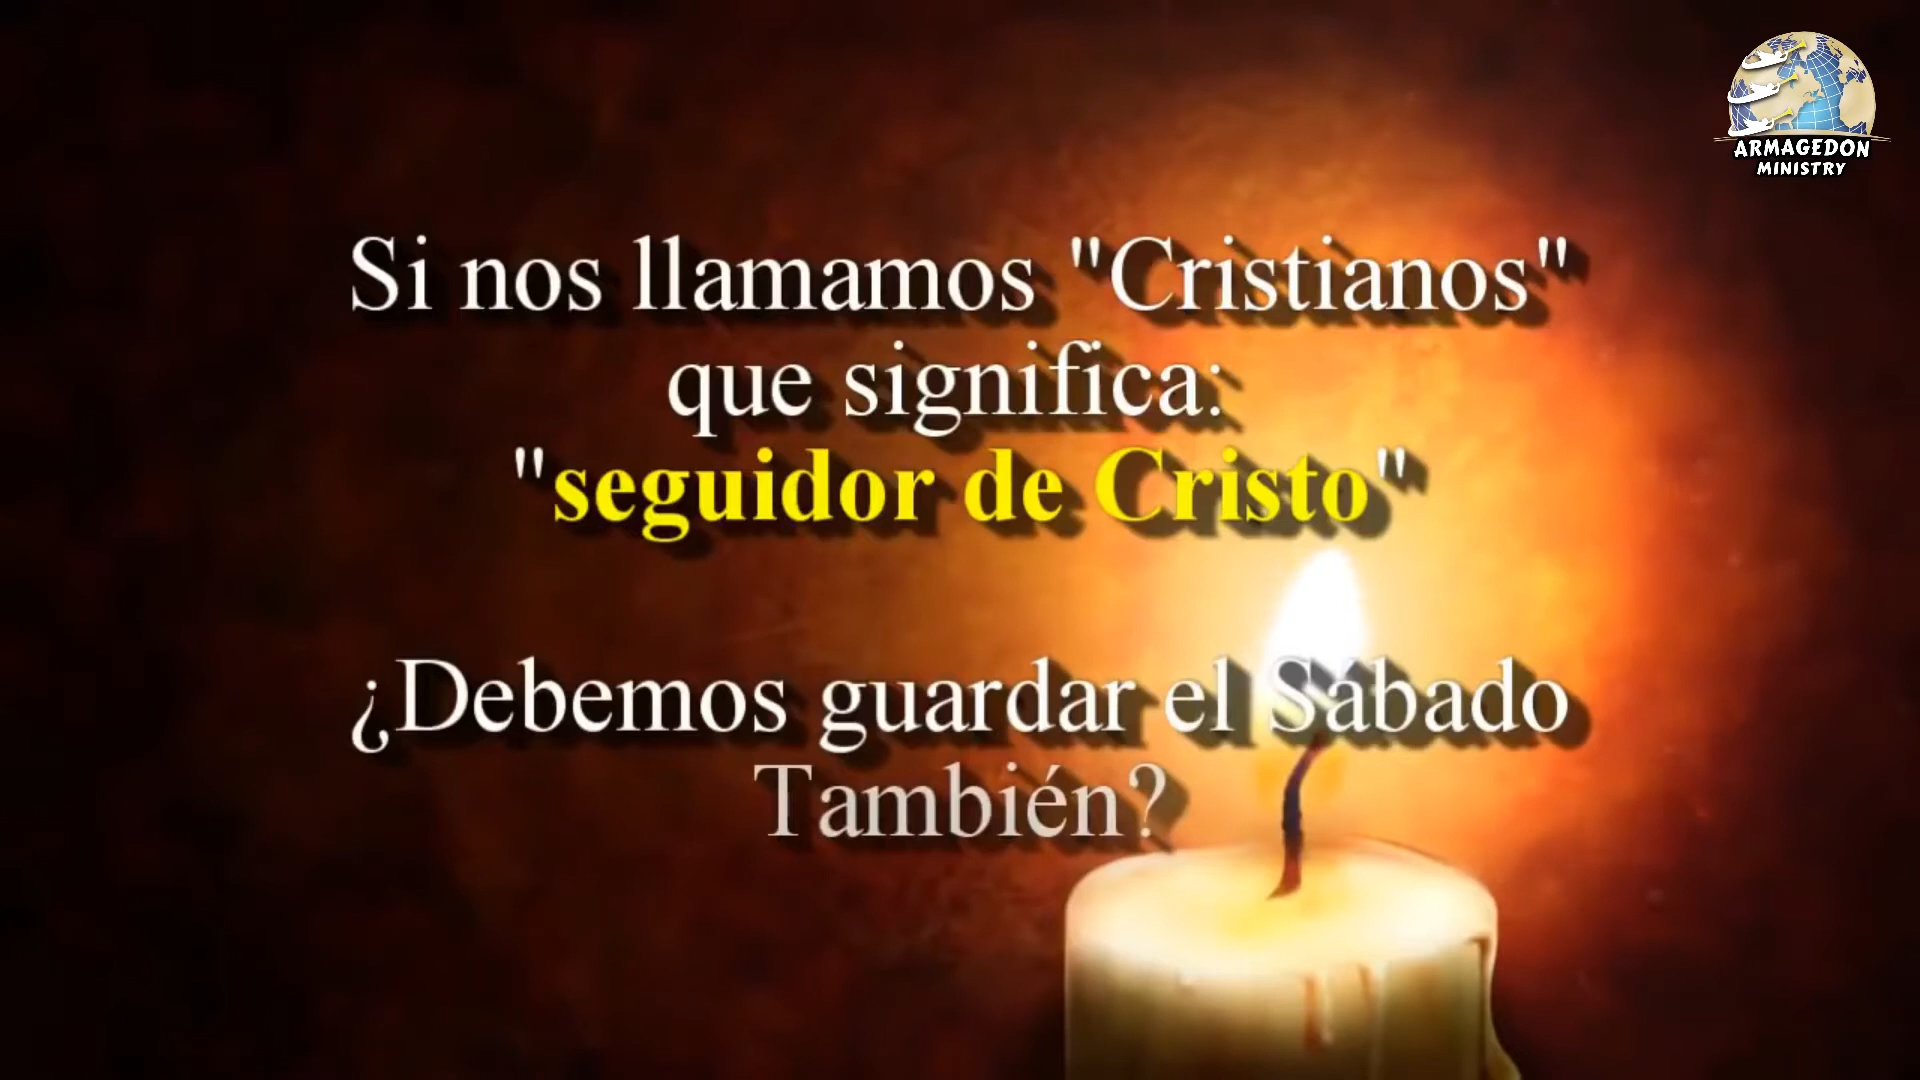 ARMAGEDON
MINISTRY
Si nos llamamos "Cristianos"
que significa:
"seguidor de Cristo"
¿Debemos guardar el Sábado
También?